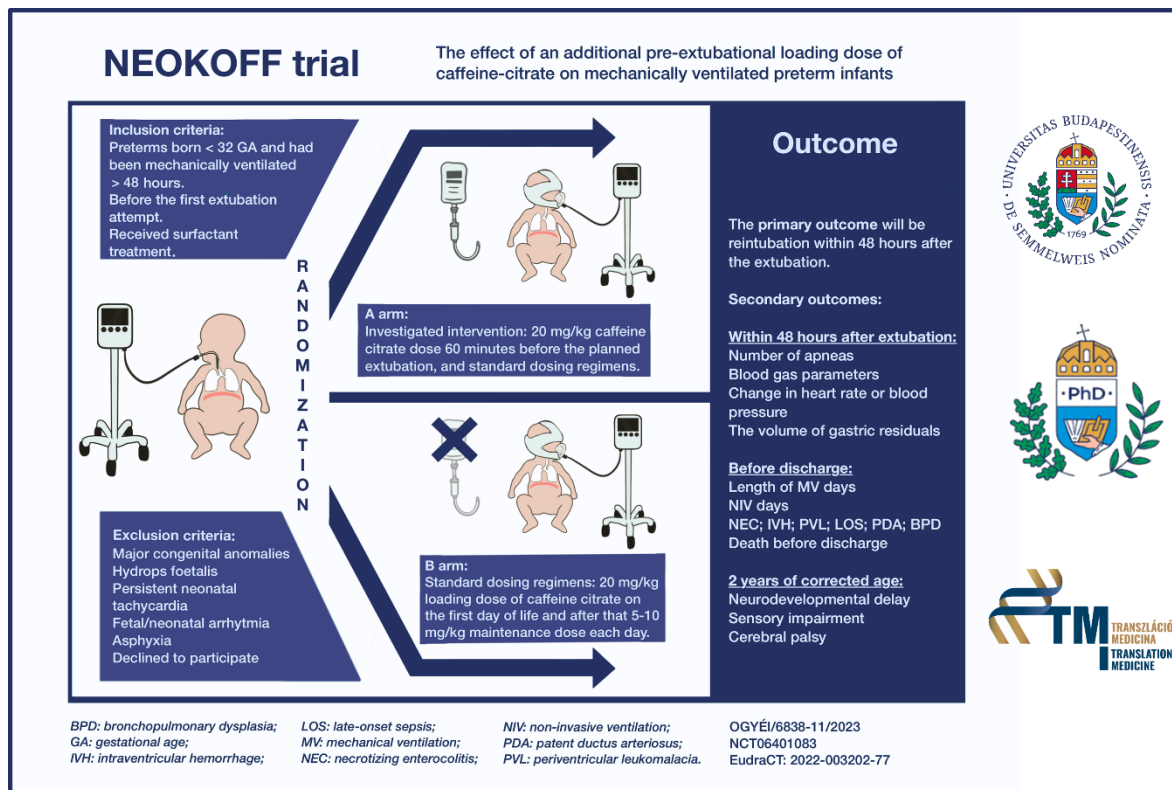 NEOKOFF trial
The effect of an additional pre-extubational loading dose of
caffeine-citrate on mechanically ventilated preterm infants
Inclusion criteria:
Preterms born < 32 GA and had
been mechanically ventilated
> 48 hours.
Before the first extubation
attempt.
Received surfactant
treatment.
RANDOMIZATION
Exclusion criteria:
Major congenital anomalies
Hydrops foetalis
Persistent neonatal
tachycardia
Fetal/neonatal arrhytmia
Asphyxia
Declined to participate
A arm:
Investigated intervention: 20 mg/kg caffeine
citrate dose 60 minutes before the planned
extubation, and standard dosing regimens.
B arm:
Standard dosing regimens: 20 mg/kg
loading dose of caffeine citrate on
the first day of life and after that 5-10
mg/kg maintenance dose each day.
Outcome
The primary outcome will be
reintubation within 48 hours after
the extubation.
Secondary outcomes:
Within 48 hours after extubation:
Number of apneas
Blood gas parameters
Change in heart rate or blood
pressure
The volume of gastric residuals
Before discharge:
Length of MV days
NIV days
NEC; IVH; PVL; LOS; PDA; BPD
Death before discharge
2 years of corrected age:
Neurodevelopmental delay
Sensory impairment
Cerebral palsy
· UNIVERSITAS BUDAPESTINENSIS ·
DE SEMMELWEIS NOMINATA
·1769·
·PhD·
TM
TRANSZLÁCIÓ
MEDICINA
TRANSLATION
MEDICINE
BPD: bronchopulmonary dysplasia;
GA: gestational age;
IVH: intraventricular hemorrhage;
LOS: late-onset sepsis;
MV: mechanical ventilation;
NEC: necrotizing enterocolitis;
NIV: non-invasive ventilation;
PDA: patent ductus arteriosus;
PVL: periventricular leukomalacia.
OGYÉI/6838-11/2023
NCT06401083
EudraCT: 2022-003202-77